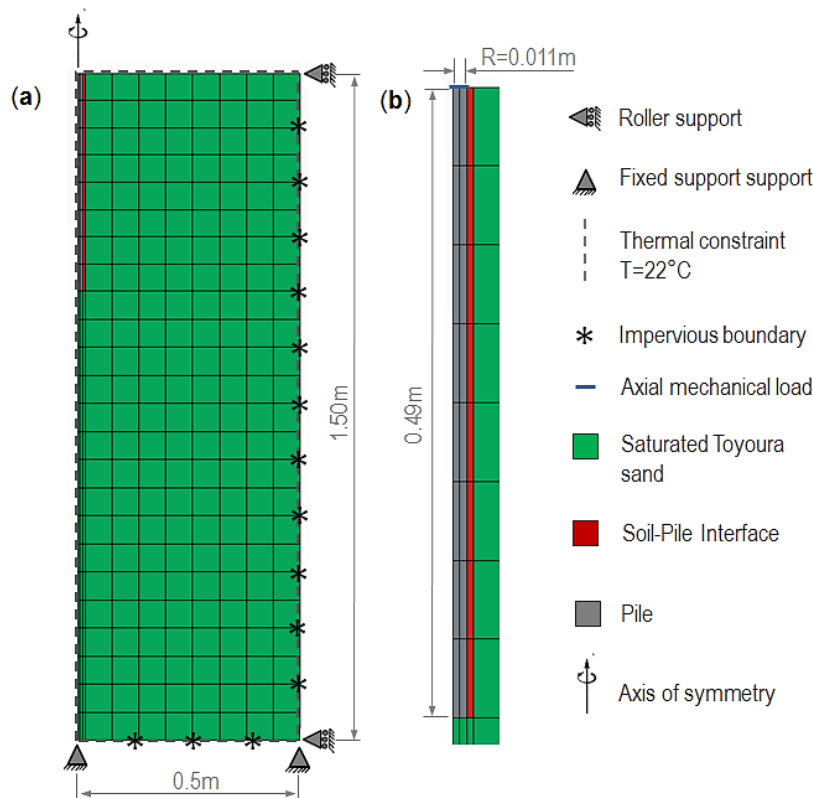 (a)
1.50m
0.5m
(b)
R=0.011m
0.49m
Roller support
Fixed support support
Thermal constraint
T=22°C
Impervious boundary
Axial mechanical load
Saturated Toyoura
sand
Soil-Pile Interface
Pile
Axis of symmetry